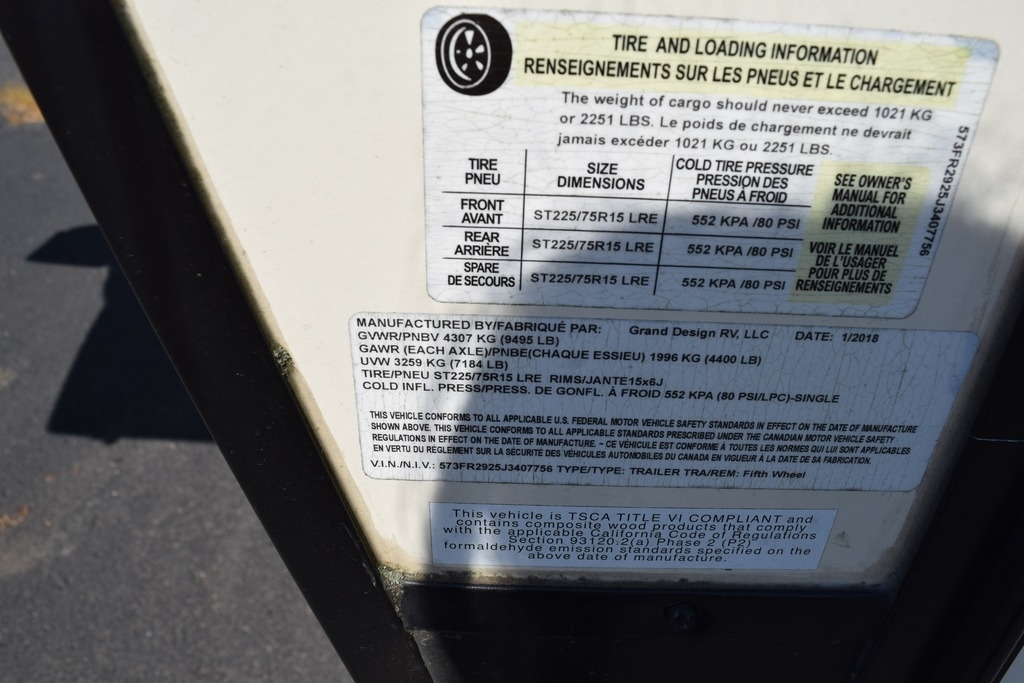 TIRE AND LOADING INFORMATION
RENSEIGNEMENTS SUR LES PNEUS ET LE CHARGEMENT
The weight of cargo should never exceed 1021 KG
or 2251 LBS. Le poids de chargement ne devrait
jamais excéder 1021 KG ou 2251 LBS.
TIRE
PNEU
SIZE
DIMENSIONS
COLD TIRE PRESSURE
PRESSION DES
PNEUS À FROID
FRONT
AVANT
ST225/75R15 LRE
552 KPA /80 PSI
REAR
ARRIÈRE
ST225/75R15 LRE
552 KPA /80 PSI
SPARE
DE SECOURS
ST225/75R15 LRE
552 KPA /80 PSI
SEE OWNER'S
MANUAL FOR
ADDITIONAL
INFORMATION
VOIR LE MANUEL
DE L'USAGER
POUR PLUS DE
RENSEIGNEMENTS
573FR2925J3407756
MANUFACTURED BY/FABRIQUÉ PAR: Grand Design RV, LLC DATE: 1/2018
GVWR/PNBV 4307 KG (9495 LB)
GAWR (EACH AXLE)/PNBE(CHAQUE ESSIEU) 1996 KG (4400 LB)
UVW 3259 KG (7184 LB)
TIRE/PNEU ST225/75R15 LRE RIMS/JANTE15x6J
COLD INFL. PRESS/PRESS. DE GONFL. À FROID 552 KPA (80 PSI/LPC)-SINGLE
THIS VEHICLE CONFORMS TO ALL APPLICABLE U.S. FEDERAL MOTOR VEHICLE SAFETY STANDARDS IN EFFECT ON THE DATE OF MANUFACTURE
SHOWN ABOVE. THIS VEHICLE CONFORMS TO ALL APPLICABLE STANDARDS PRESCRIBED UNDER THE CANADIAN MOTOR VEHICLE SAFETY
REGULATIONS IN EFFECT ON THE DATE OF MANUFACTURE. - CE VÉHICULE EST CONFORME À TOUTES LES NORMES QUI LUI SONT APPLICABLES
EN VERTU DU RÈGLEMENT SUR LA SÉCURITÉ DES VÉHICULES AUTOMOBILES DU CANADA EN VIGUEUR À LA DATE DE SA FABRICATION.
V.I.N./N.I.V.: 573FR2925J3407756 TYPE/TYPE: TRAILER TRA/REM: Fifth Wheel
This vehicle is TSCA TITLE VI COMPLIANT and
contains composite wood products that comply
with the applicable California Code of Regulations
Section 93120.2(a) Phase 2 (P2)
formaldehyde emission standards specified on the
above date of manufacture.